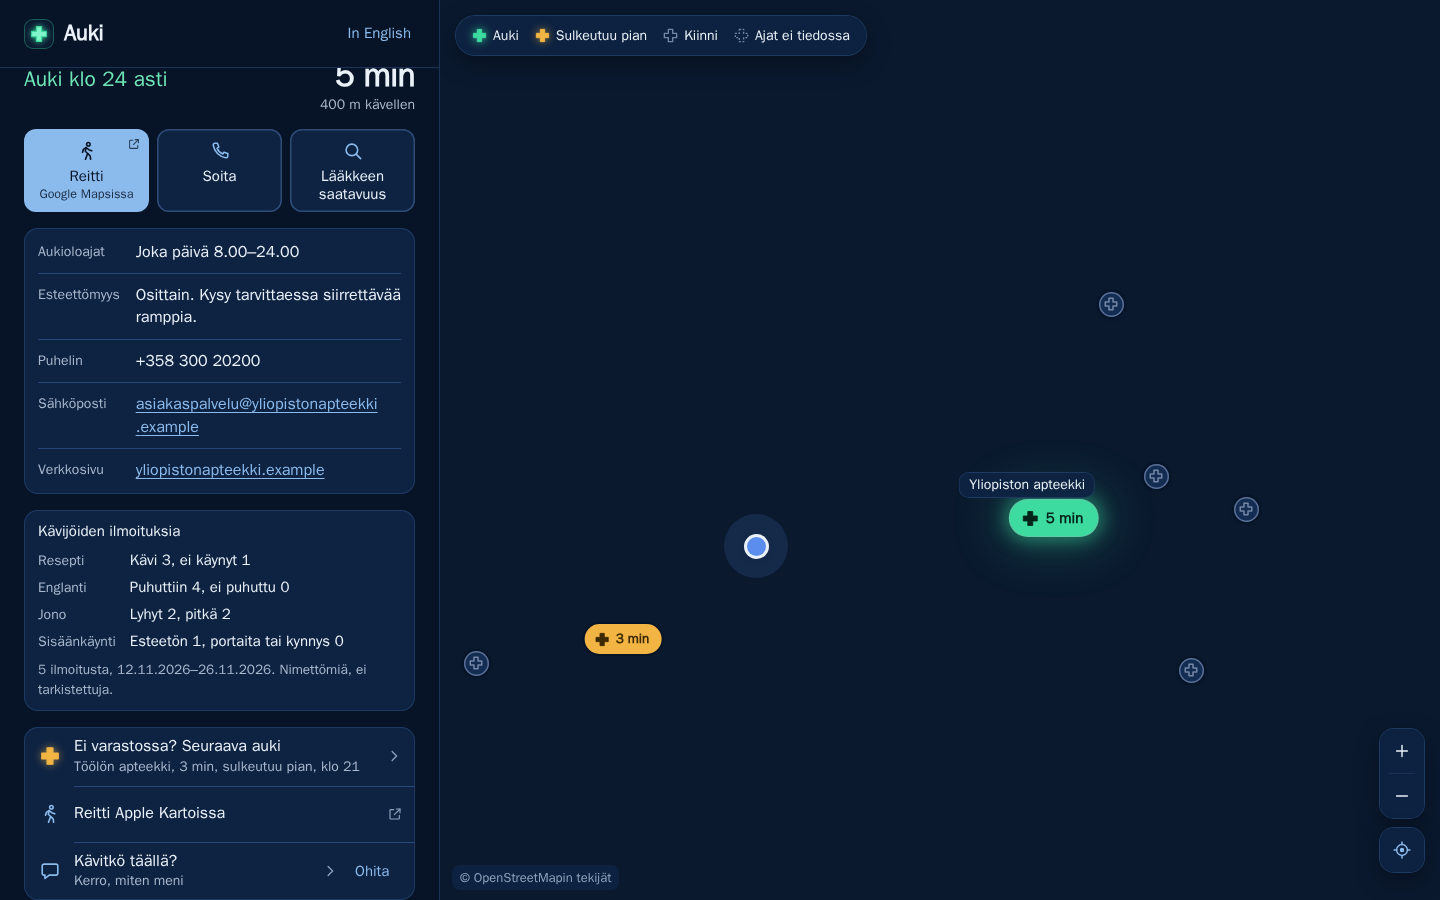 Auki
In English
Auki klo 24 asti
5 min
400 m kävellen
Reitti
Google Mapsissa
Soita
Lääkkeen
saatavuus
Aukioloajat
Joka päivä 8.00–24.00
Esteettömyys
Osittain. Kysy tarvittaessa siirrettävää
ramppia.
Puhelin
+358 300 20200
Sähköposti
asiakaspalvelu@yliopistonapteekki
.example
Verkkosivu
yliopistonapteekki.example
Kävijöiden ilmoituksia
Resepti
Kävi 3, ei käynyt 1
Englanti
Puhuttiin 4, ei puhuttu 0
Jono
Lyhyt 2, pitkä 2
Sisäänkäynti
Esteetön 1, portaita tai kynnys 0
5 ilmoitusta, 12.11.2026–26.11.2026. Nimettömiä, ei
tarkistettuja.
Ei varastossa? Seuraava auki
Töölön apteekki, 3 min, sulkeutuu pian, klo 21
Reitti Apple Kartoissa
Kävitkö täällä?
Kerro, miten meni
Ohita
Auki
Sulkeutuu pian
Kiinni
Ajat ei tiedossa
Yliopiston apteekki
5 min
3 min
© OpenStreetMapin tekijät